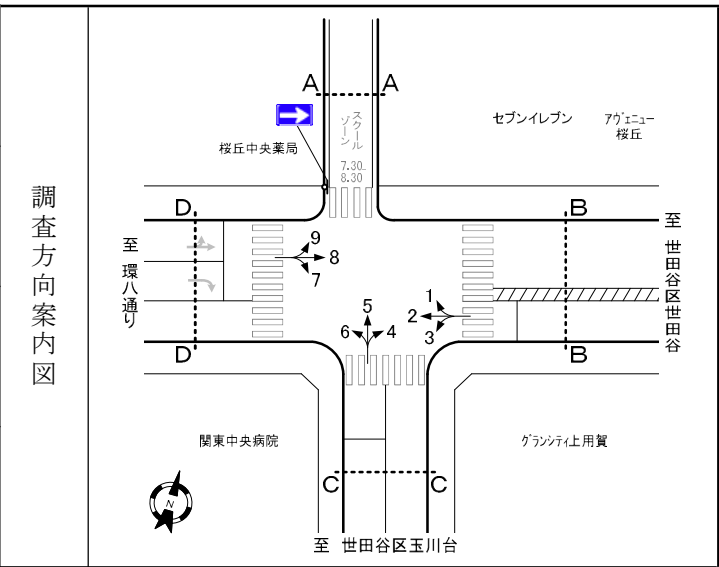 調査方向案内図
A A
スクール
ゾーン
7.30_
8.30
桜丘中央薬局
セブンイレブン
アヴェニュー
桜丘
D
B
至 環八通り
至 世田谷区世田谷
9
8
7
1
2
3
5
6 4
D
B
関東中央病院
グランシティ上用賀
C C
N
至 世田谷区玉川台